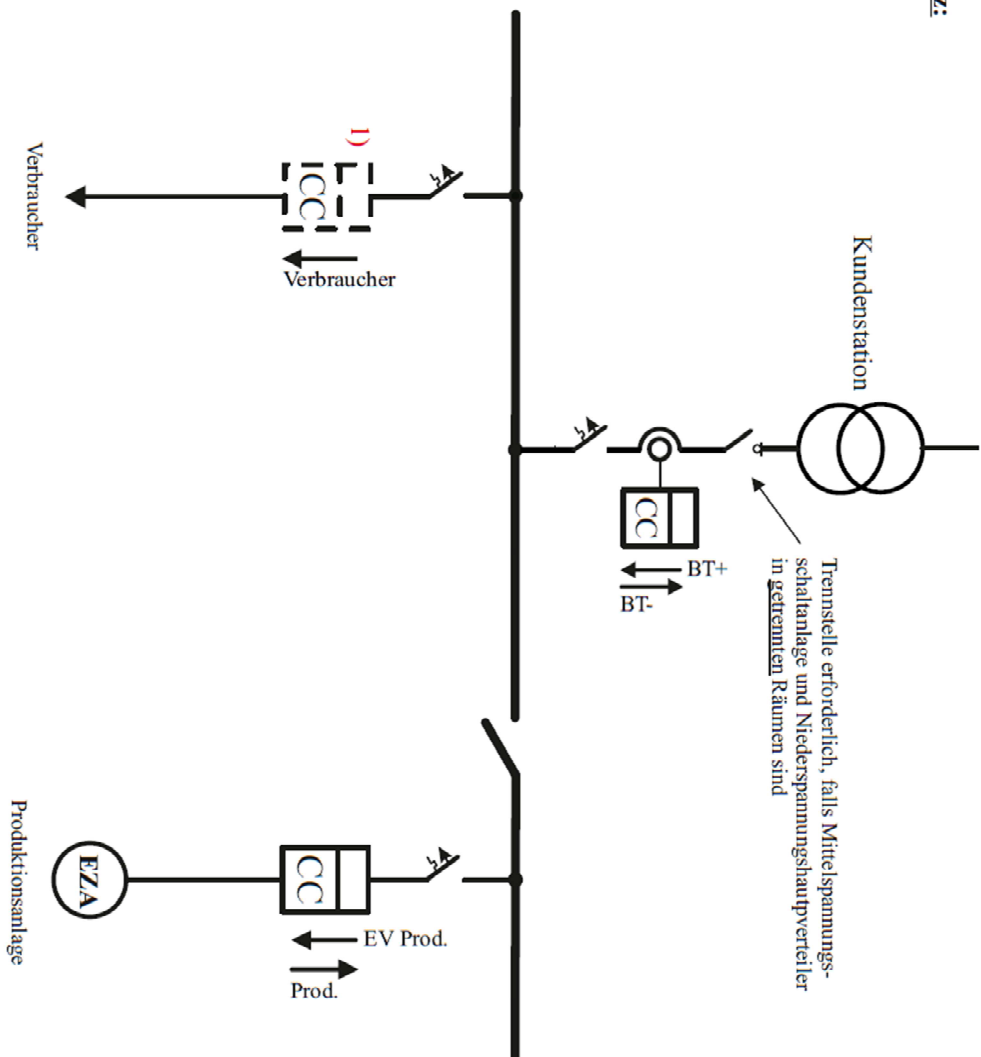 z:
Kundenstation
Trennstelle erforderlich, falls Mittelspannungs-
schaltanlage und Niederspannungshautpverteiler
in getrennten Räumen sind
CC
BT+
BT-
1)
CC
Verbraucher
Verbraucher
CC
EV Prod.
Prod.
EZA
Produktionsanlage